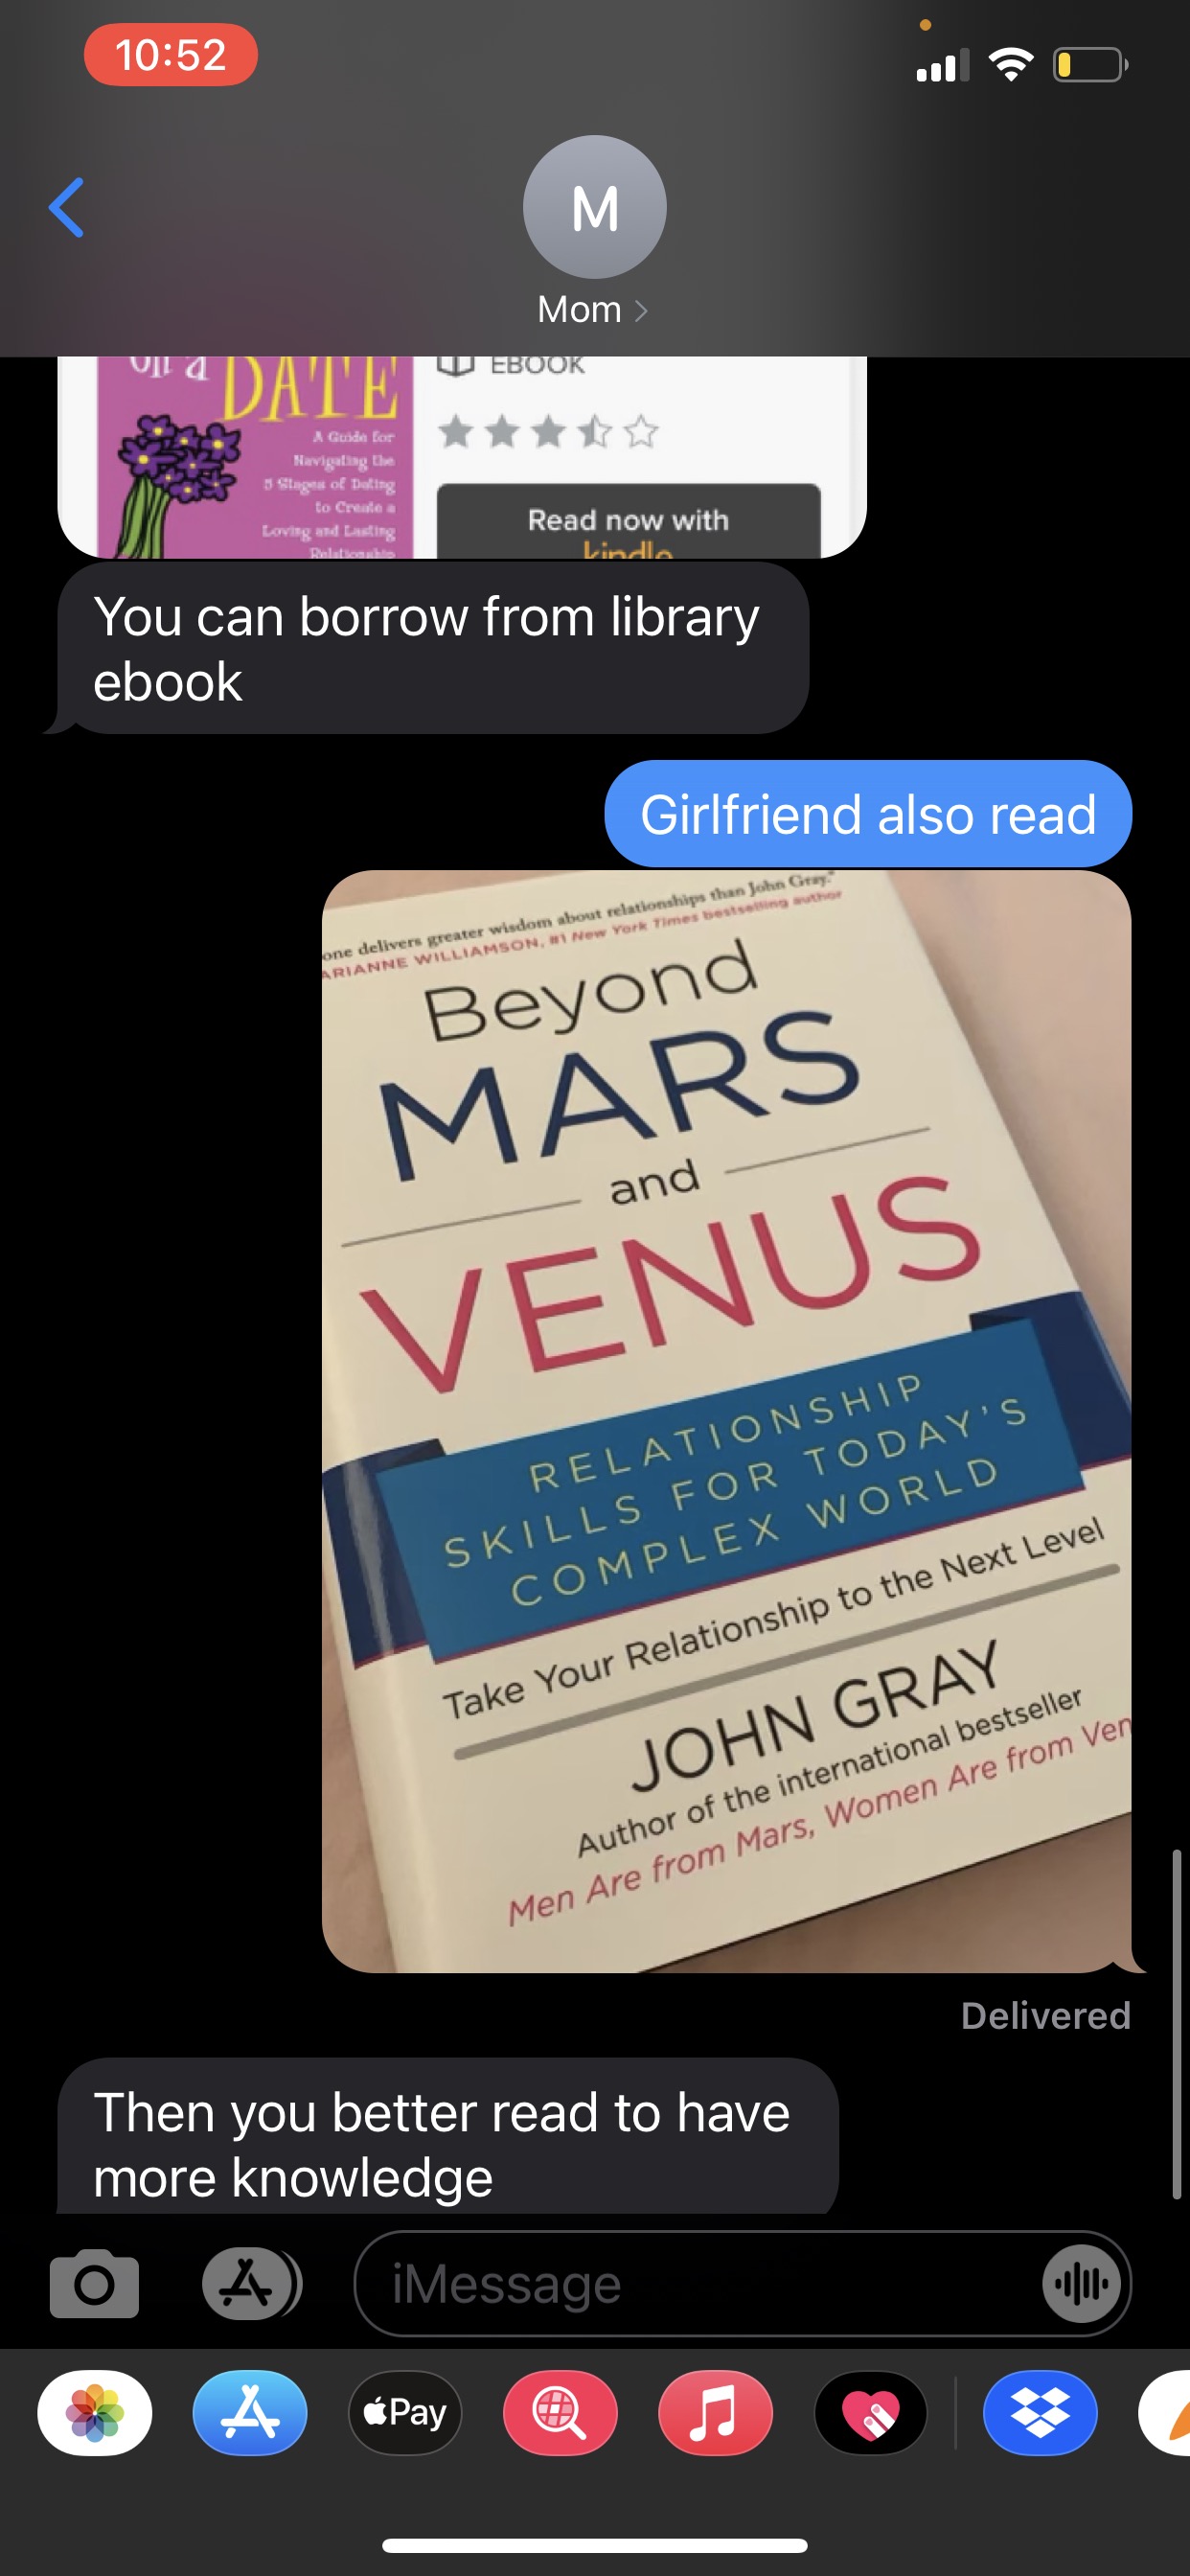 10:52
M
Mom
on a DATE
A Guide for
Navigating the
5 Stages of Dating
to Create a
Loving and Lasting
Relationship
EBOOK
Read now with
kindle
You can borrow from library
ebook
Girlfriend also read
one delivers greater wisdom about relationships than John Gray."
ARIANNE WILLIAMSON, #1 New York Times bestselling author
Beyond
MARS
and
VENUS
RELATIONSHIP
SKILLS FOR TODAY'S
COMPLEX WORLD
Take Your Relationship to the Next Level
JOHN GRAY
Author of the international bestseller
Men Are from Mars, Women Are from Ven
Delivered
Then you better read to have
more knowledge
iMessage
Pay